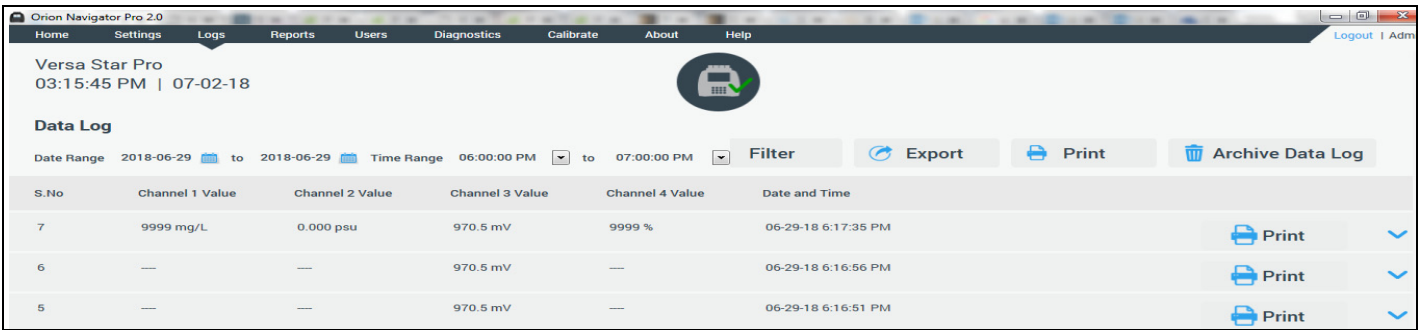 Orion Navigator Pro 2.0
Home Settings Logs Reports Users Diagnostics Calibrate About Help
Logout | Adm
Versa Star Pro
03:15:45 PM | 07-02-18
Data Log
Date Range 2018-06-29 to 2018-06-29 Time Range 06:00:00 PM to 07:00:00 PM Filter Export Print Archive Data Log
S.No Channel 1 Value Channel 2 Value Channel 3 Value Channel 4 Value Date and Time
7 9999 mg/L 0.000 psu 970.5 mV 9999 % 06-29-18 6:17:35 PM Print
6 ---- ---- 970.5 mV ---- 06-29-18 6:16:56 PM Print
5 ---- ---- 970.5 mV ---- 06-29-18 6:16:51 PM Print